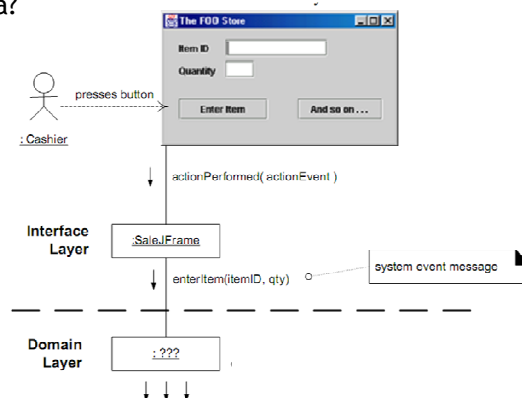 a?
The FOO Store
Item ID
Quantity
presses button
Enter Item
And so on . . .
: Cashier
actionPerformed( actionEvent )
Interface
Layer
:SaleJFrame
enterItem(itemID, qty)
system event message
Domain
Layer
: ???